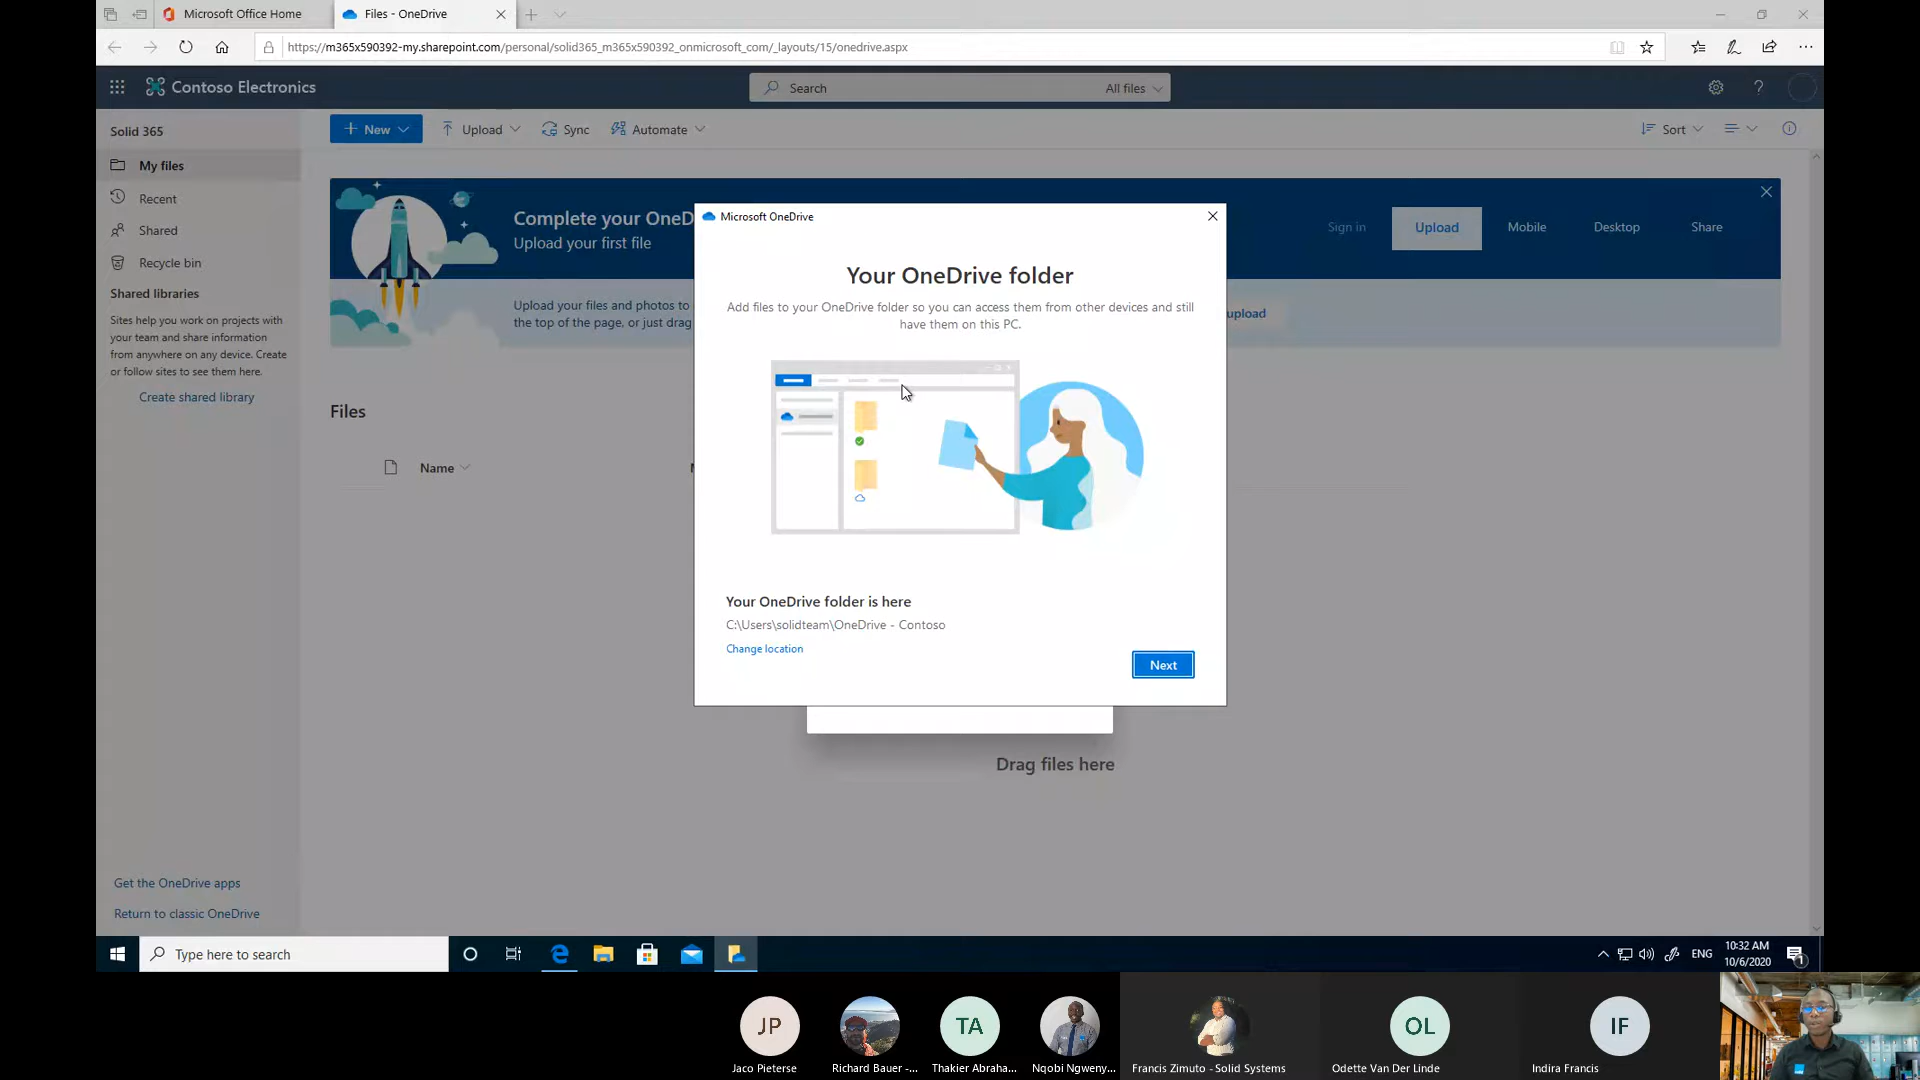 Microsoft Office Home
Files - OneDrive
https://m365x590392-my.sharepoint.com/personal/solid365_m365x590392_onmicrosoft_com/_layouts/15/onedrive.aspx
Contoso Electronics
Search
All files
Solid 365
New
Upload
Sync
Automate
Sort
My files
Recent
Shared
Recycle bin
Shared libraries
Sites help you work on projects with
your team and share information
from anywhere on any device. Create
or follow sites to see them here.
Create shared library
Get the OneDrive apps
Return to classic OneDrive
Complete your OneD
Upload your first file
Sign in
Upload
Mobile
Desktop
Share
Upload your files and photos to
the top of the page, or just drag
upload
Files
Name
Drag files here
Microsoft OneDrive
Your OneDrive folder
Add files to your OneDrive folder so you can access them from other devices and still
have them on this PC.
Your OneDrive folder is here
C:\Users\solidteam\OneDrive - Contoso
Change location
Next
Type here to search
ENG
10:32 AM
10/6/2020
1
JP
TA
OL
IF
Jaco Pieterse
Richard Bauer -...
Thakier Abraha...
Nqobi Ngweny...
Francis Zimuto - Solid Systems
Odette Van Der Linde
Indira Francis